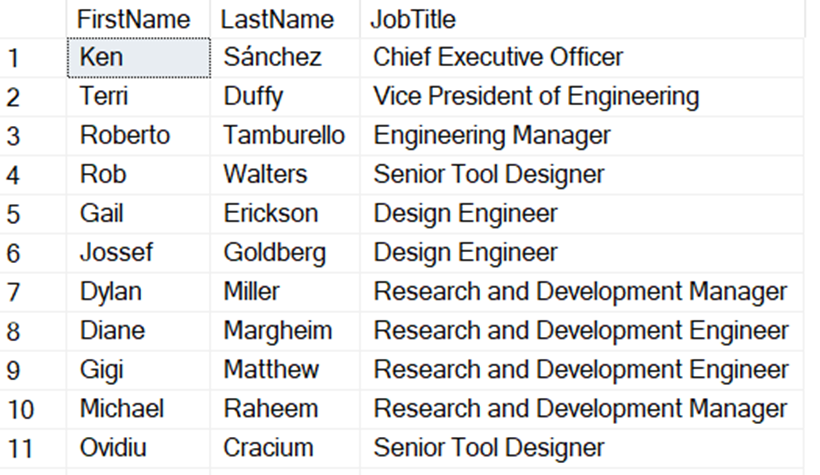 FirstName LastName JobTitle
1 Ken Sánchez Chief Executive Officer
2 Terri Duffy Vice President of Engineering
3 Roberto Tamburello Engineering Manager
4 Rob Walters Senior Tool Designer
5 Gail Erickson Design Engineer
6 Jossef Goldberg Design Engineer
7 Dylan Miller Research and Development Manager
8 Diane Margheim Research and Development Engineer
9 Gigi Matthew Research and Development Engineer
10 Michael Raheem Research and Development Manager
11 Ovidiu Cracium Senior Tool Designer